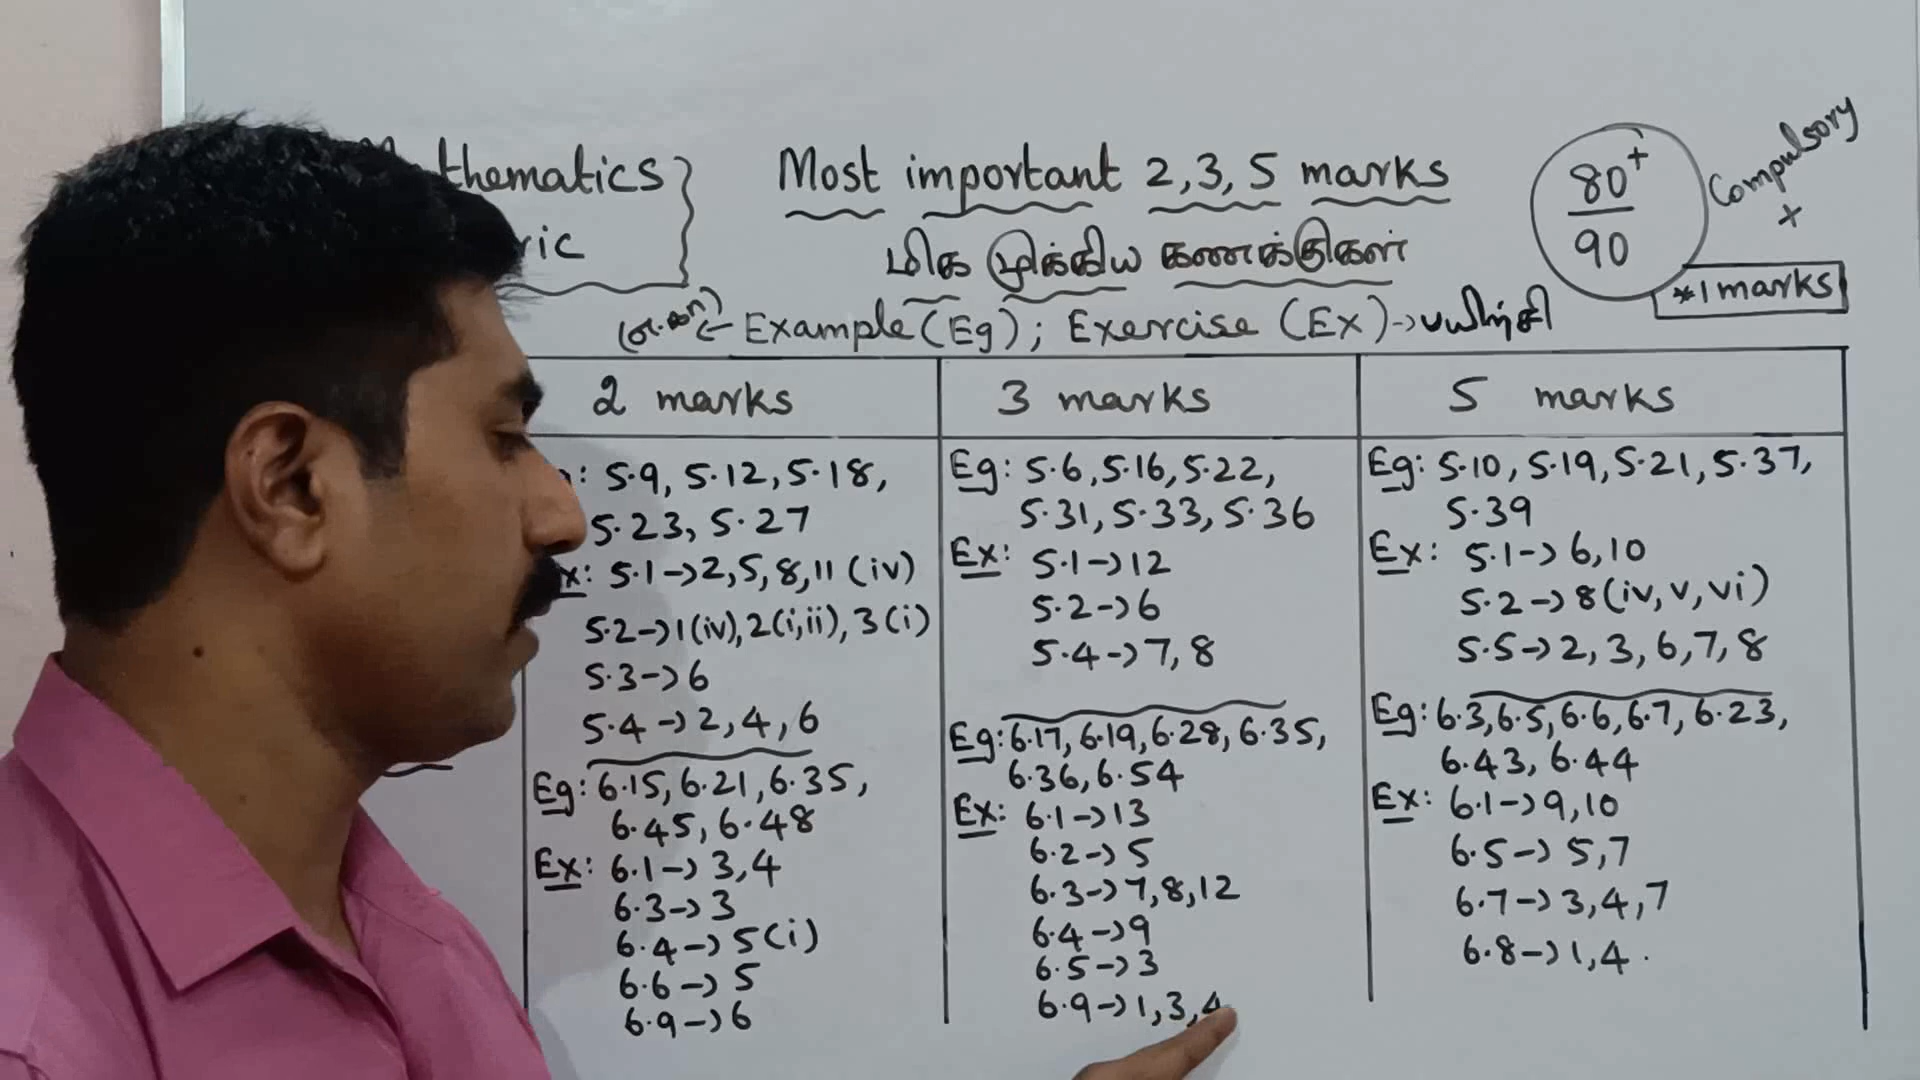 Mathematics
Most important 2,3,5 marks
மிக முக்கிய கணக்குகள்
80+
90
Compulsory
+
*1 marks
(எ.கா) ← Example (Eg) ; Exercise (Ex) → பயிற்சி
2 marks
: 5.9, 5.12, 5.18,
5.23, 5.27
Ex: 5.1→2,5,8,11 (iv)
5.2→1(iv),2(i,ii),3(i)
5.3→6
5.4→2,4,6
Eg: 6.15,6.21,6.35,
6.45, 6.48
Ex: 6.1→3,4
6.3→3
6.4→5(i)
6.6→5
6.9→6
3 marks
Eg: 5.6,5.16,5.22,
5.31,5.33,5.36
Ex: 5.1→12
5.2→6
5.4→7,8
Eg: 6.17,6.19,6.28,6.35,
6.36,6.54
Ex: 6.1→13
6.2→5
6.3→7,8,12
6.4→9
6.5→3
6.9→1,3,4
5 marks
Eg: 5.10, 5.19, 5.21, 5.37,
5.39
Ex: 5.1→6,10
5.2→8(iv,v,vi)
5.5→2,3,6,7,8
Eg: 6.3,6.5,6.6,6.7,6.23,
6.43, 6.44
Ex: 6.1→9,10
6.5→5,7
6.7→3,4,7
6.8→1,4.